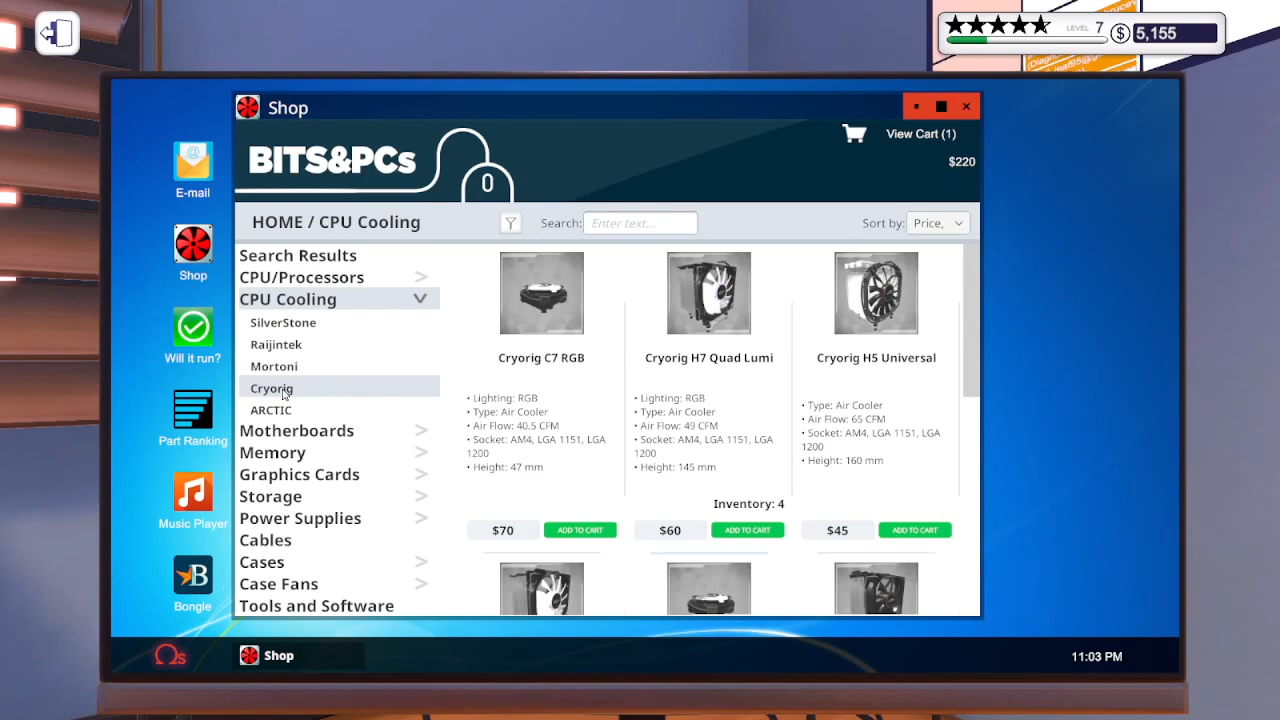 LEVEL 7
$ 5,155
Shop
View Cart (1)
BITS&PCs
0
$220
HOME / CPU Cooling
Search:
Enter text...
Sort by:
Price,
E-mail
Shop
Will it run?
Part Ranking
Music Player
Bongle
Search Results
CPU/Processors
CPU Cooling
SilverStone
Raijintek
Mortoni
Cryorig
ARCTIC
Motherboards
Memory
Graphics Cards
Storage
Power Supplies
Cables
Cases
Case Fans
Tools and Software
Cryorig C7 RGB
• Lighting: RGB
• Type: Air Cooler
• Air Flow: 40.5 CFM
• Socket: AM4, LGA 1151, LGA
1200
• Height: 47 mm
$70
ADD TO CART
Cryorig H7 Quad Lumi
• Lighting: RGB
• Type: Air Cooler
• Air Flow: 49 CFM
• Socket: AM4, LGA 1151, LGA
1200
• Height: 145 mm
Inventory: 4
$60
ADD TO CART
Cryorig H5 Universal
• Type: Air Cooler
• Air Flow: 65 CFM
• Socket: AM4, LGA 1151, LGA
1200
• Height: 160 mm
$45
ADD TO CART
Ωs
Shop
11:03 PM